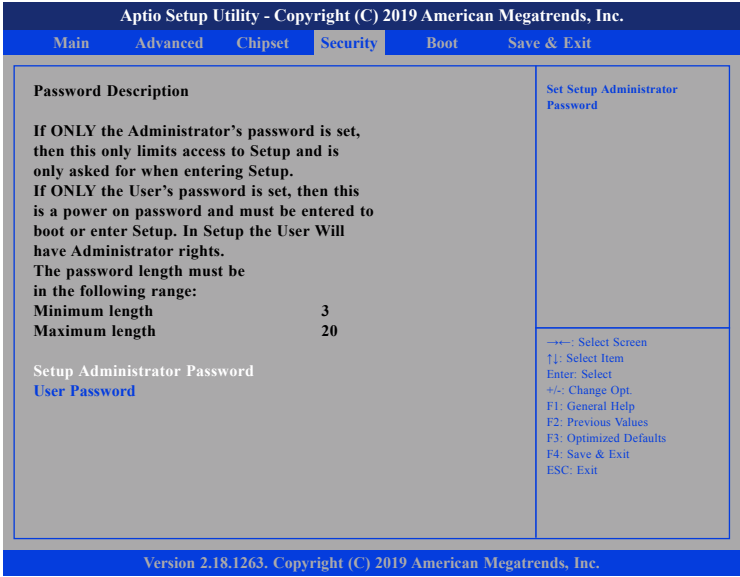 Aptio Setup Utility - Copyright (C) 2019 American Megatrends, Inc.
Main Advanced Chipset Security Boot Save & Exit
Password Description
If ONLY the Administrator's password is set,
then this only limits access to Setup and is
only asked for when entering Setup.
If ONLY the User's password is set, then this
is a power on password and must be entered to
boot or enter Setup. In Setup the User Will
have Administrator rights.
The password length must be
in the following range:
Minimum length 3
Maximum length 20
Setup Administrator Password
User Password
Set Setup Administrator
Password
→←: Select Screen
↑↓: Select Item
Enter: Select
+/-: Change Opt.
F1: General Help
F2: Previous Values
F3: Optimized Defaults
F4: Save & Exit
ESC: Exit
Version 2.18.1263. Copyright (C) 2019 American Megatrends, Inc.